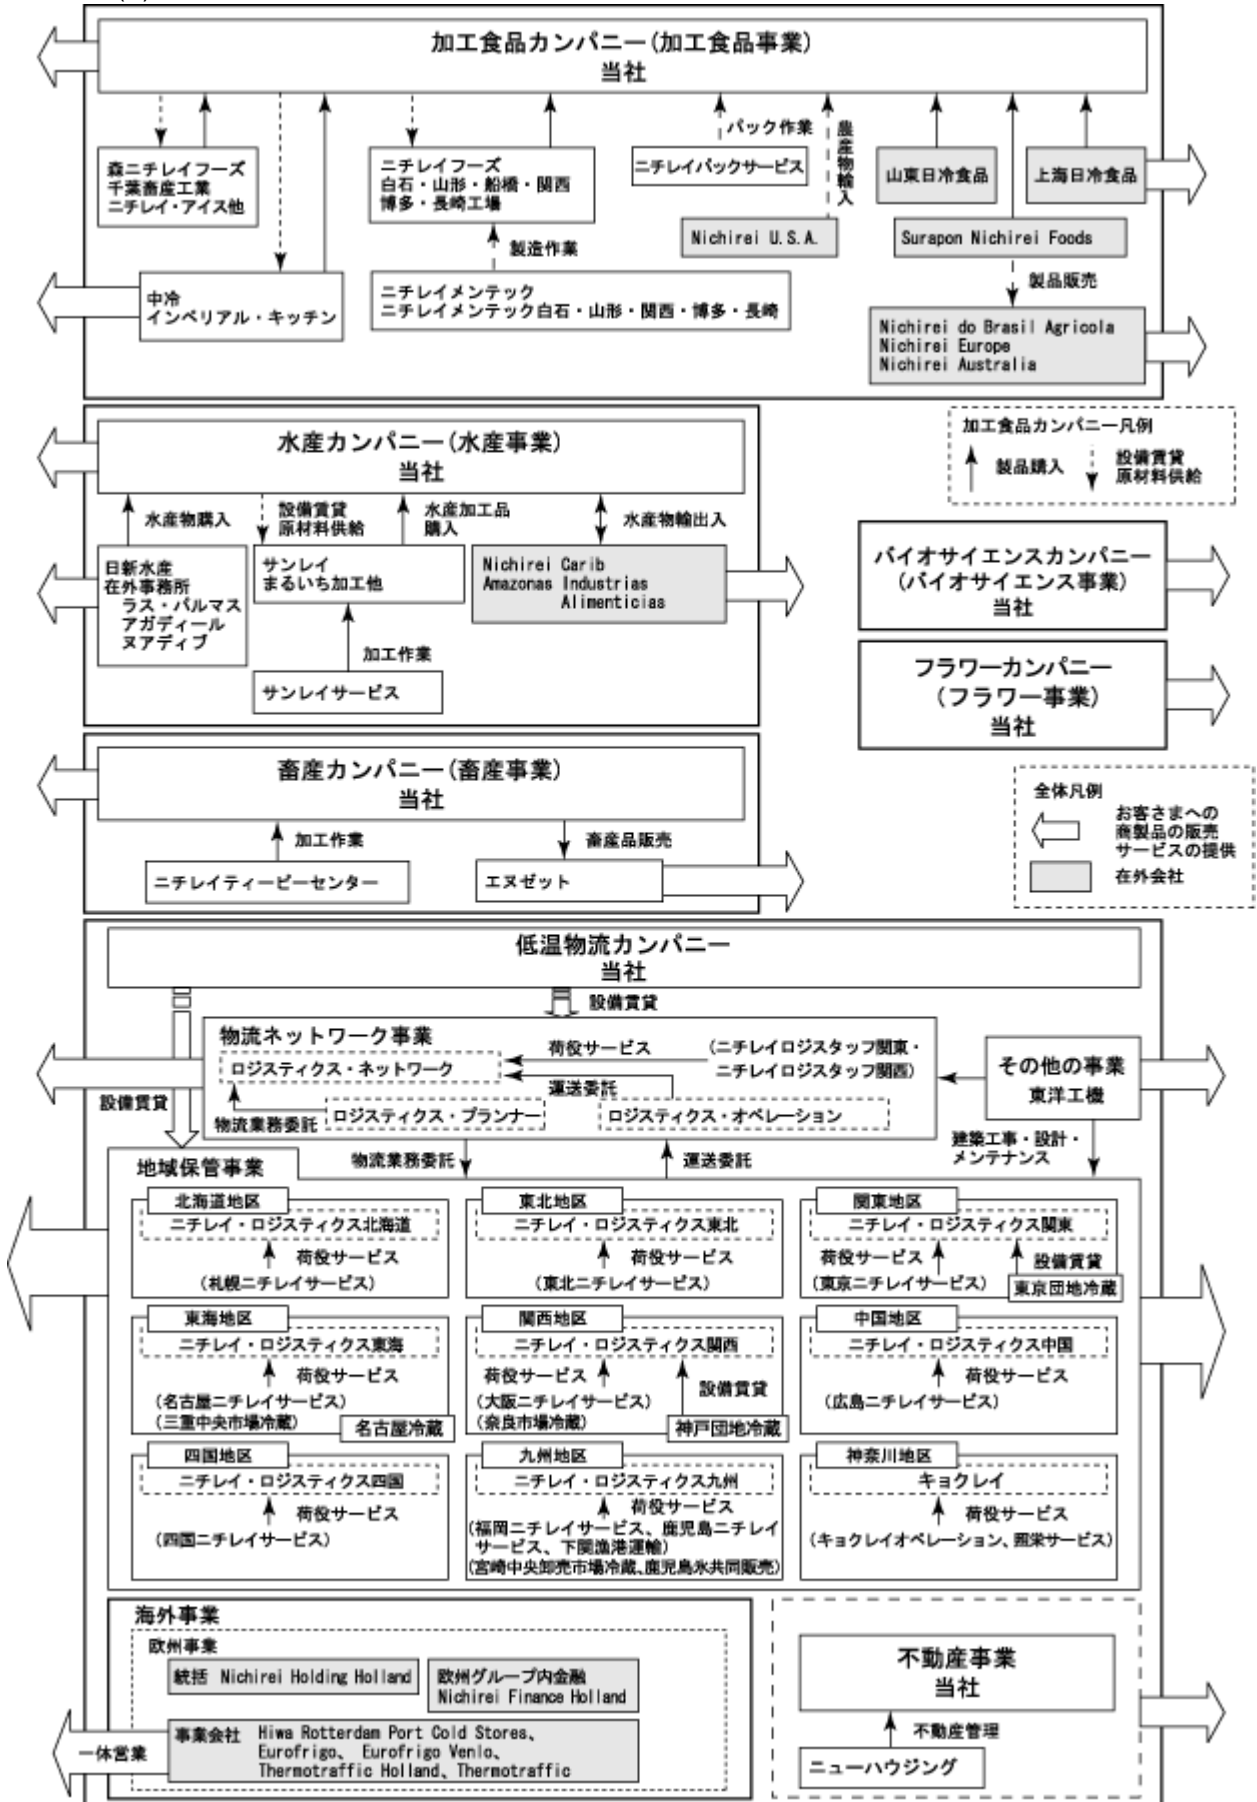 加工食品カンパニー(加工食品事業)
当社
パック作業
農産物輸入
森ニチレイフーズ
千葉畜産工業
ニチレイ・アイス他
ニチレイフーズ
白石・山形・船橋・関西
博多・長崎工場
ニチレイパックサービス
山東日冷食品
上海日冷食品
Nichirei U.S.A.
Surapon Nichirei Foods
製造作業
製品販売
中冷
インペリアル・キッチン
ニチレイメンテック
ニチレイメンテック白石・山形・関西・博多・長崎
Nichirei do Brasil Agricola
Nichirei Europe
Nichirei Australia
水産カンパニー(水産事業)
当社
水産物購入
設備賃貸
原材料供給
水産加工品
購入
水産物輸出入
日新水産
在外事務所
ラス・パルマス
アガディール
ヌアディブ
サンレイ
まるいち加工他
Nichirei Carib
Amazonas Industrias
Alimenticias
加工作業
サンレイサービス
加工食品カンパニー凡例
製品購入
設備賃貸
原材料供給
バイオサイエンスカンパニー
(バイオサイエンス事業)
当社
フラワーカンパニー
(フラワー事業)
当社
畜産カンパニー(畜産事業)
当社
加工作業
畜産品販売
ニチレイティーピーセンター
エヌゼット
全体凡例
お客さまへの
商製品の販売
サービスの提供
在外会社
低温物流カンパニー
当社
設備賃貸
設備賃貸
物流ネットワーク事業
ロジスティクス・ネットワーク
荷役サービス
(ニチレイロジスタッフ関東・
ニチレイロジスタッフ関西)
運送委託
物流業務委託
ロジスティクス・プランナー
ロジスティクス・オペレーション
その他の事業
東洋工機
建築工事・設計・
メンテナンス
物流業務委託
運送委託
地域保管事業
北海道地区
ニチレイ・ロジスティクス北海道
荷役サービス
(札幌ニチレイサービス)
東北地区
ニチレイ・ロジスティクス東北
荷役サービス
(東北ニチレイサービス)
関東地区
ニチレイ・ロジスティクス関東
荷役サービス
設備賃貸
(東京ニチレイサービス)
東京団地冷蔵
東海地区
ニチレイ・ロジスティクス東海
荷役サービス
(名古屋ニチレイサービス)
(三重中央市場冷蔵)
名古屋冷蔵
関西地区
ニチレイ・ロジスティクス関西
荷役サービス
設備賃貸
(大阪ニチレイサービス)
(奈良市場冷蔵)
神戸団地冷蔵
中国地区
ニチレイ・ロジスティクス中国
荷役サービス
(広島ニチレイサービス)
四国地区
ニチレイ・ロジスティクス四国
荷役サービス
(四国ニチレイサービス)
九州地区
ニチレイ・ロジスティクス九州
荷役サービス
(福岡ニチレイサービス、鹿児島ニチレイ
サービス、下関漁港運輸)
(宮崎中央卸売市場冷蔵、鹿児島氷共同販売)
神奈川地区
キョクレイ
荷役サービス
(キョクレイオペレーション、照栄サービス)
海外事業
欧州事業
統括 Nichirei Holding Holland
欧州グループ内金融
Nichirei Finance Holland
事業会社 Hiwa Rotterdam Port Cold Stores、
Eurofrigo、 Eurofrigo Venlo、
Thermotraffic Holland、Thermotraffic
一体営業
不動産事業
当社
不動産管理
ニューハウジング